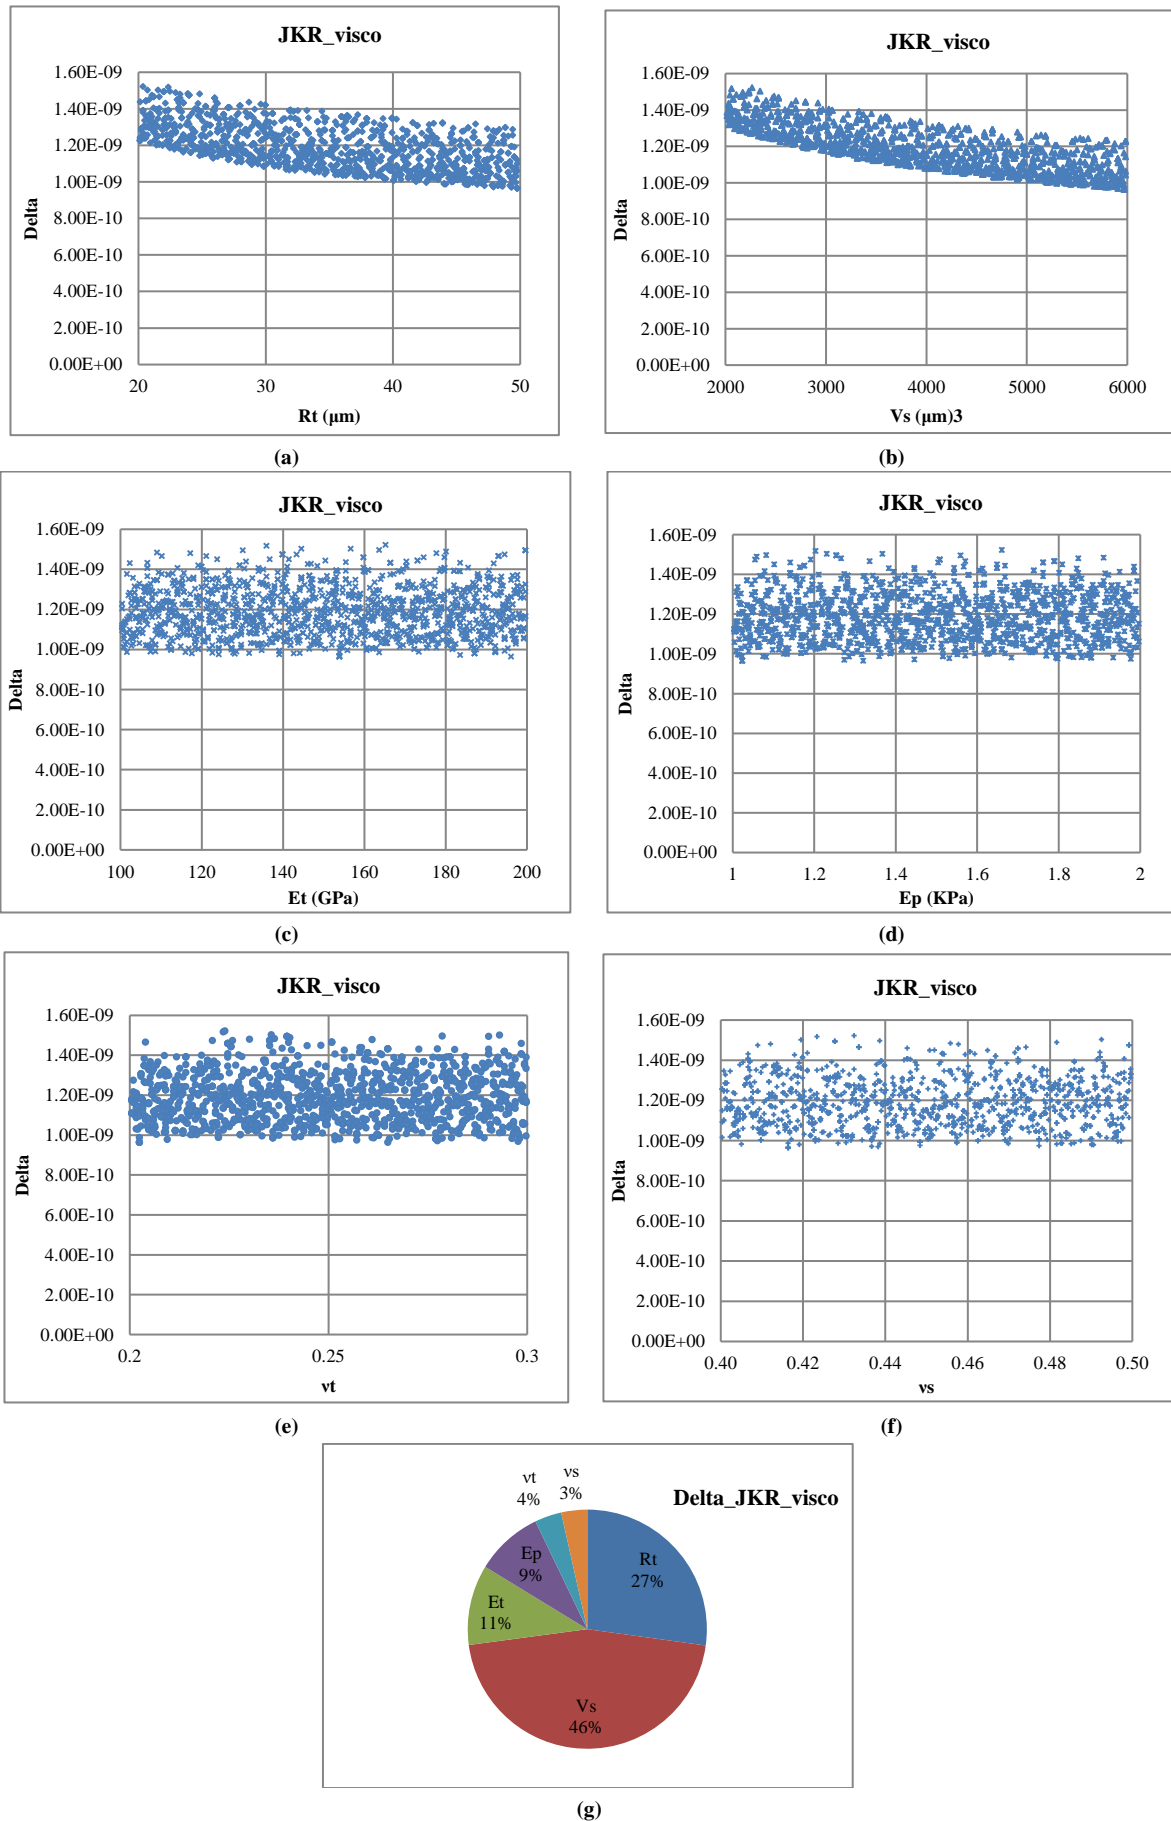 JKR_visco
1.60E-09
1.40E-09
1.20E-09
1.00E-09
8.00E-10
6.00E-10
4.00E-10
2.00E-10
0.00E+00
Delta
20 30 40 50
Rt (μm)
(a)
JKR_visco
1.60E-09
1.40E-09
1.20E-09
1.00E-09
8.00E-10
6.00E-10
4.00E-10
2.00E-10
0.00E+00
Delta
2000 3000 4000 5000 6000
Vs (μm)3
(b)
JKR_visco
1.60E-09
1.40E-09
1.20E-09
1.00E-09
8.00E-10
6.00E-10
4.00E-10
2.00E-10
0.00E+00
Delta
100 120 140 160 180 200
Et (GPa)
(c)
JKR_visco
1.60E-09
1.40E-09
1.20E-09
1.00E-09
8.00E-10
6.00E-10
4.00E-10
2.00E-10
0.00E+00
Delta
1 1.2 1.4 1.6 1.8 2
Ep (KPa)
(d)
JKR_visco
1.60E-09
1.40E-09
1.20E-09
1.00E-09
8.00E-10
6.00E-10
4.00E-10
2.00E-10
0.00E+00
Delta
0.2 0.25 0.3
νt
(e)
JKR_visco
1.60E-09
1.40E-09
1.20E-09
1.00E-09
8.00E-10
6.00E-10
4.00E-10
2.00E-10
0.00E+00
Delta
0.40 0.42 0.44 0.46 0.48 0.50
νs
(f)
Delta_JKR_visco
νt
4%
νs
3%
Ep
9%
Rt
27%
Et
11%
Vs
46%
(g)